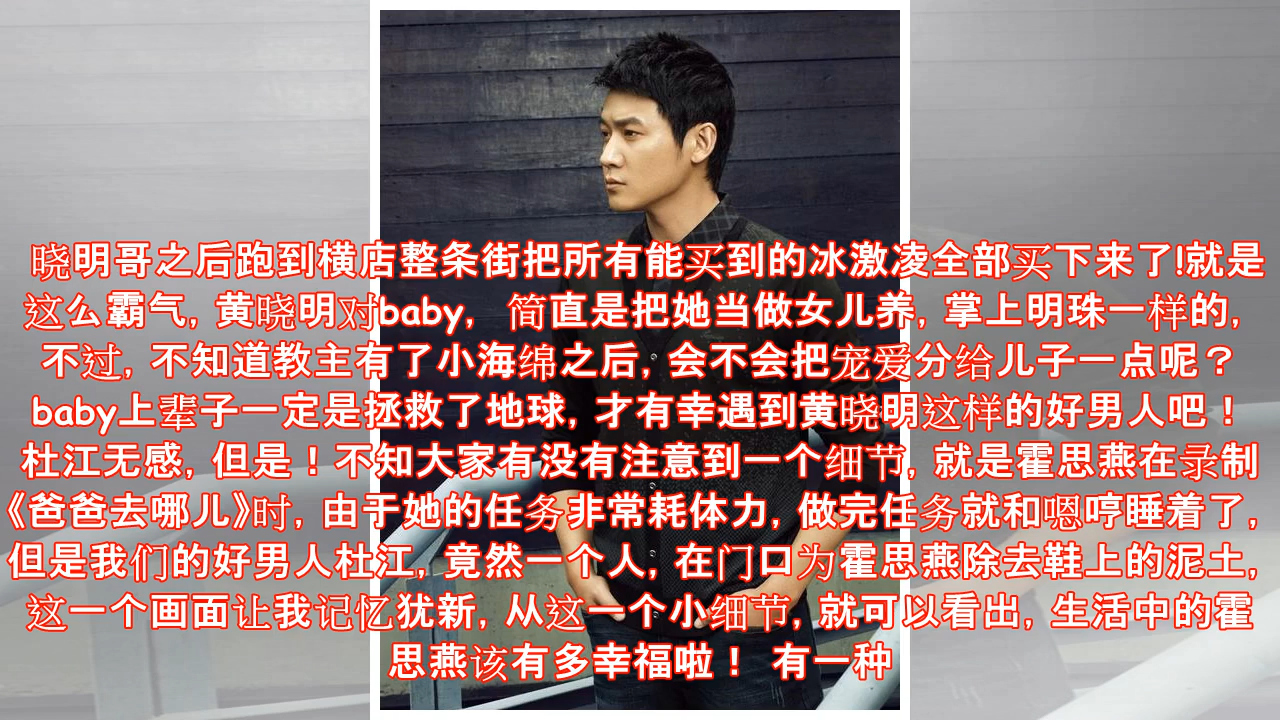 晓明哥之后跑到横店整条街把所有能买到的冰激凌全部买下来了!就是
这么霸气, 黄晓明对baby, 简直是把她当做女儿养, 掌上明珠一样的,
不过, 不知道教主有了小海绵之后, 会不会把宠爱分给儿子一点呢？
baby上辈子一定是拯救了地球, 才有幸遇到黄晓明这样的好男人吧！
杜江无感, 但是！不知大家有没有注意到一个细节, 就是霍思燕在录制
《爸爸去哪儿》时, 由于她的任务非常耗体力, 做完任务就和嗯哼睡着了,
但是我们的好男人杜江, 竟然一个人, 在门口为霍思燕除去鞋上的泥土,
这一个画面让我记忆犹新, 从这一个小细节, 就可以看出, 生活中的霍
思燕该有多幸福啦！ 有一种